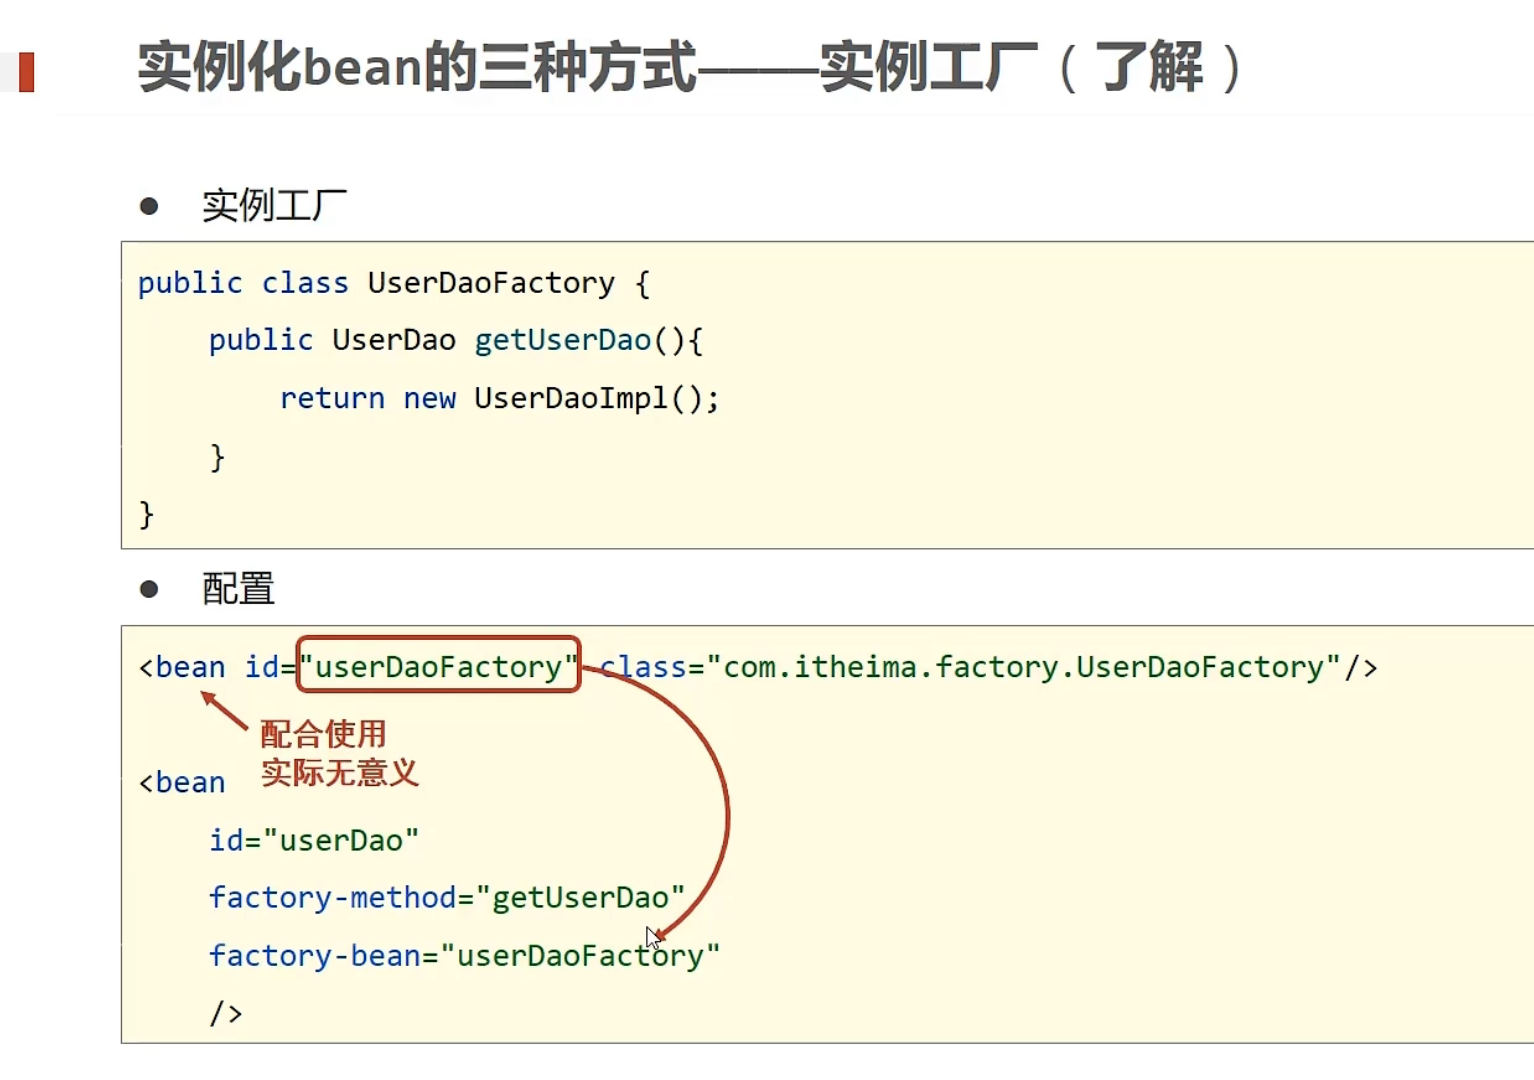 实例化bean的三种方式——实例工厂（了解）
● 实例工厂
public class UserDaoFactory {
public UserDao getUserDao(){
return new UserDaoImpl();
}
}
● 配置
<bean id="userDaoFactory" class="com.itheima.factory.UserDaoFactory"/>
配合使用
实际无意义
<bean
id="userDao"
factory-method="getUserDao"
factory-bean="userDaoFactory"
/>